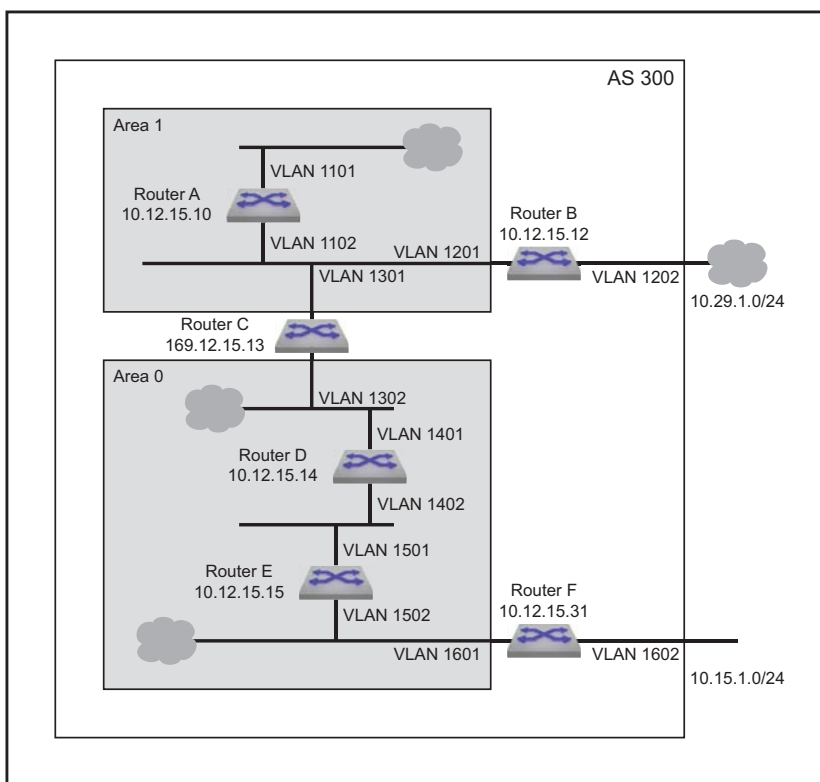 AS 300
Area 1
VLAN 1101
Router A
10.12.15.10
VLAN 1102
VLAN 1201
Router B
10.12.15.12
VLAN 1202
10.29.1.0/24
VLAN 1301
Router C
169.12.15.13
Area 0
VLAN 1302
VLAN 1401
Router D
10.12.15.14
VLAN 1402
VLAN 1501
Router E
10.12.15.15
VLAN 1502
VLAN 1601
Router F
10.12.15.31
VLAN 1602
10.15.1.0/24